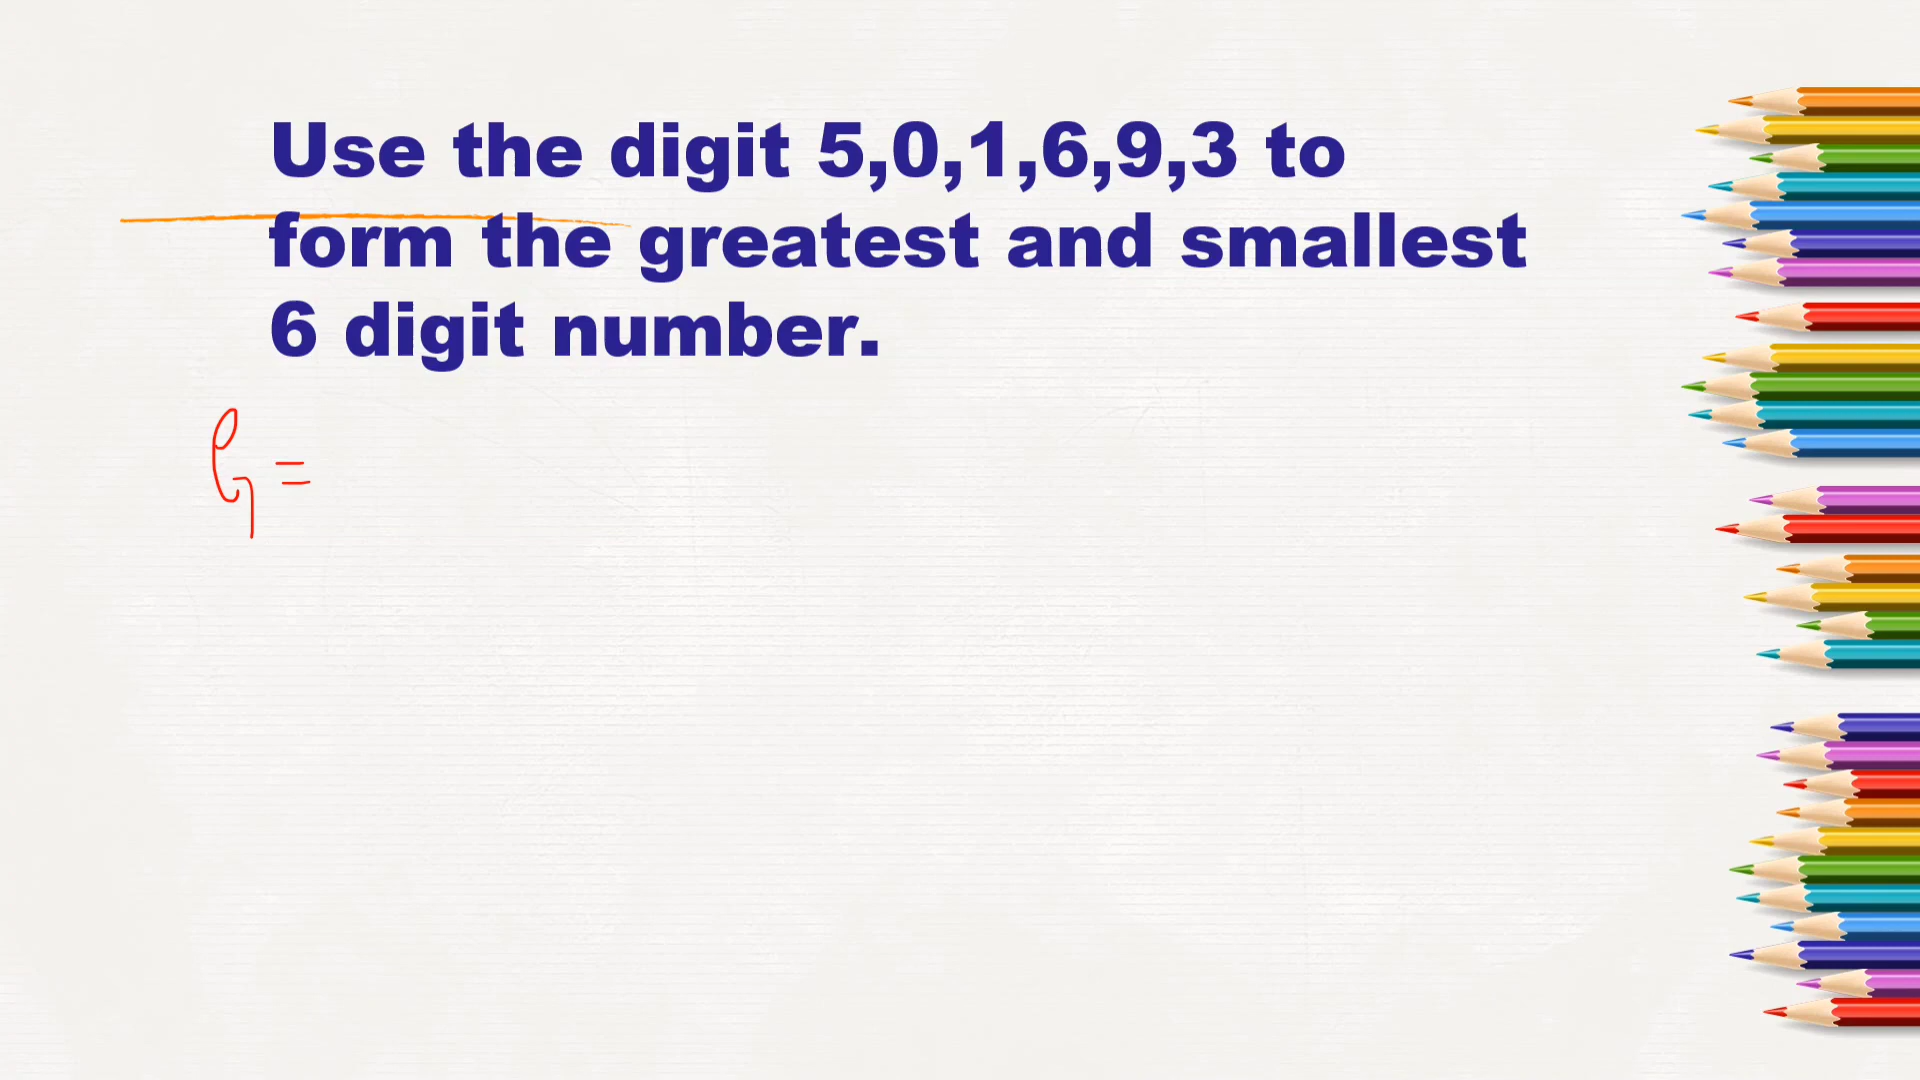 Use the digit 5,0,1,6,9,3 to
form the greatest and smallest
6 digit number.
G =